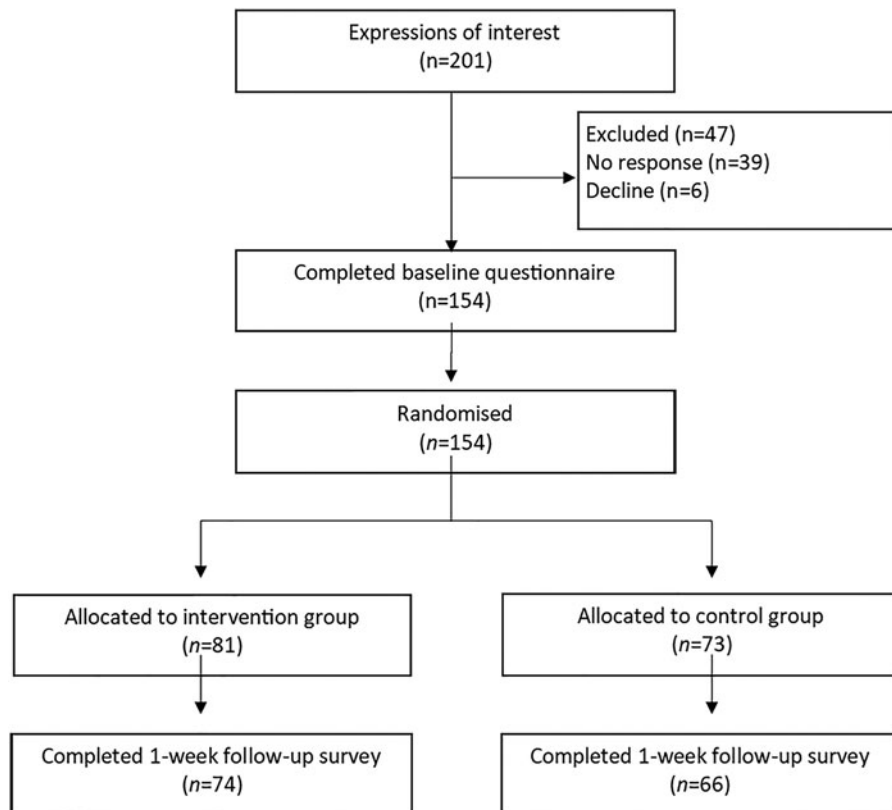 Expressions of interest
(n=201)
Excluded (n=47)
No response (n=39)
Decline (n=6)
Completed baseline questionnaire
(n=154)
Randomised
(n=154)
Allocated to intervention group
(n=81)
Allocated to control group
(n=73)
Completed 1-week follow-up survey
(n=74)
Completed 1-week follow-up survey
(n=66)